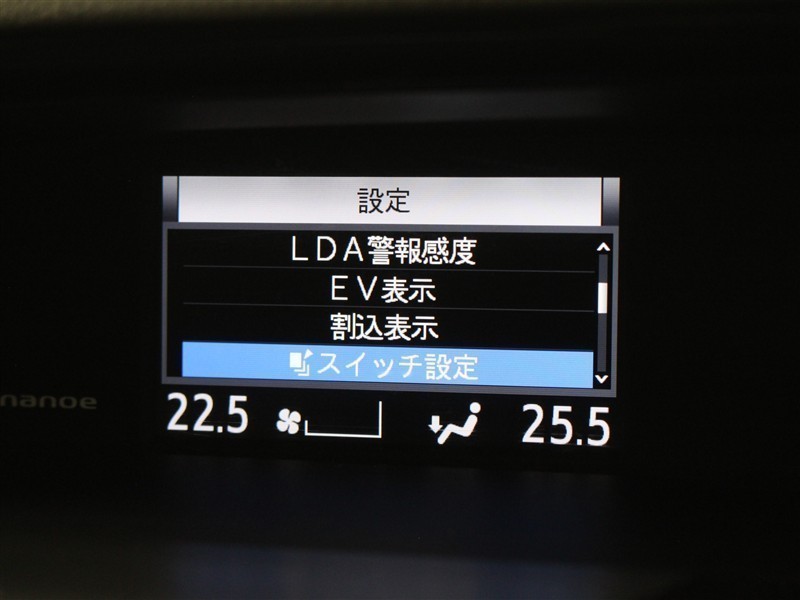 設定
ＬＤＡ警報感度
ＥＶ表示
割込表示
スイッチ設定
nanoe
22.5 25.5